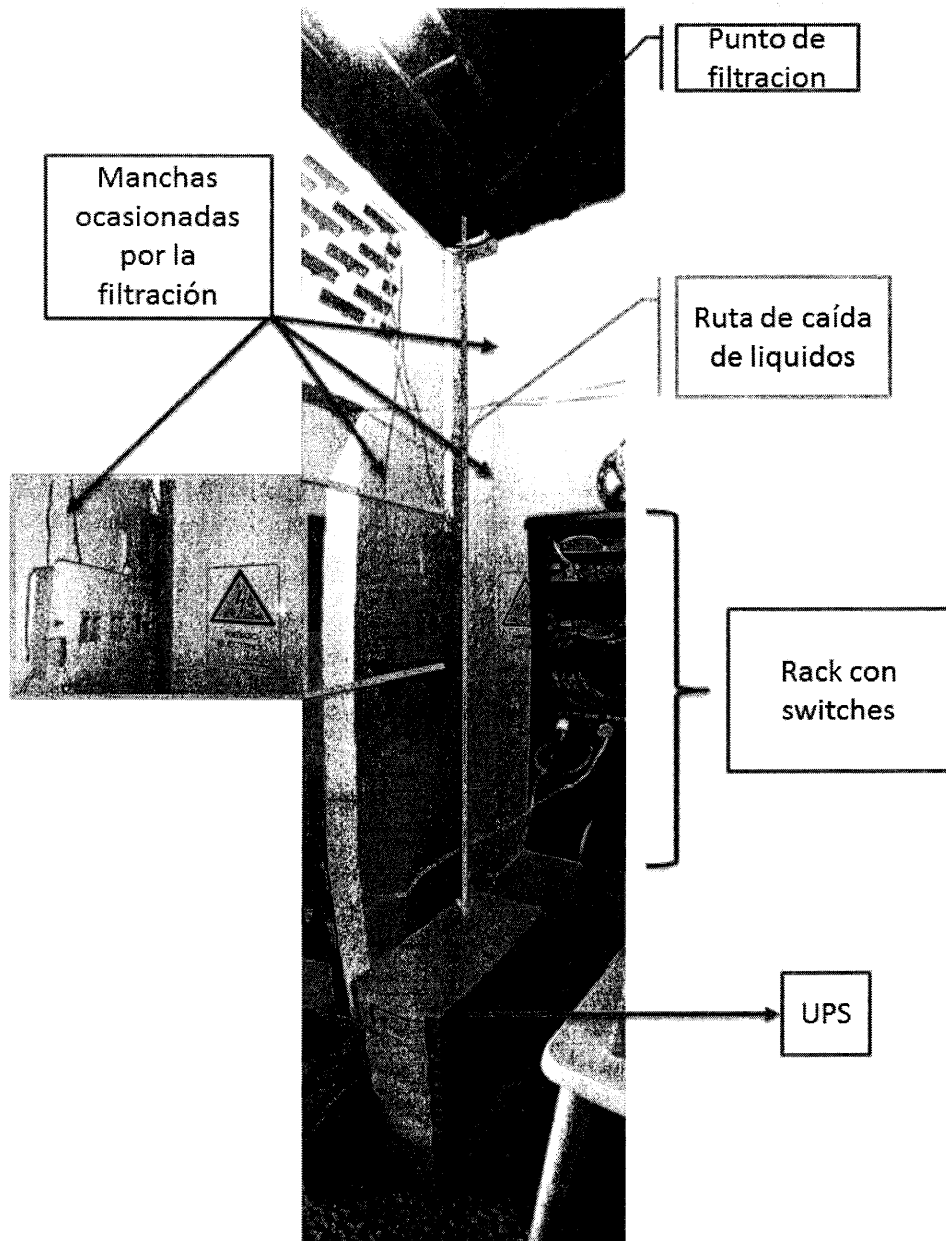 Punto de
filtracion
Manchas
ocasionadas
por la
filtración
Ruta de caída
de liquidos
Rack con
switches
UPS